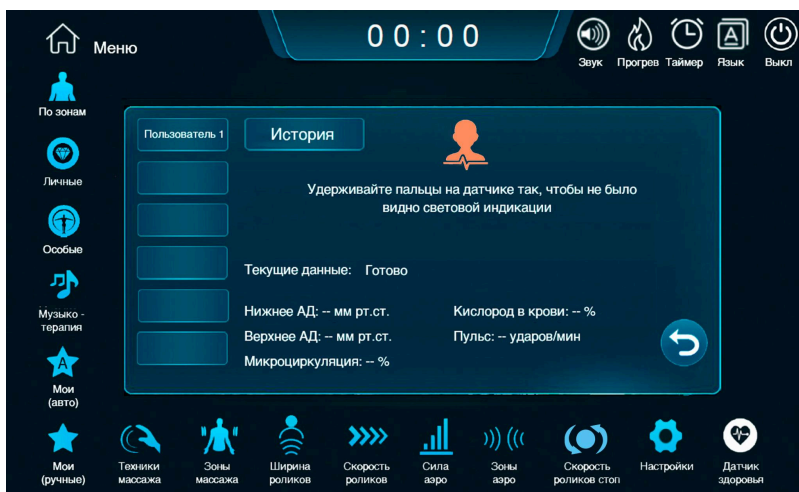 Меню
00:00
Звук
Прогрев
Таймер
A
Язык
Выкл
По зонам
Личные
Особые
Музыко -
терапия
A
Мои
(авто)
Мои
(ручные)
Пользователь 1
История
Удерживайте пальцы на датчике так, чтобы не было
видно световой индикации
Текущие данные: Готово
Нижнее АД: -- мм рт.ст.
Кислород в крови: -- %
Верхнее АД: -- мм рт.ст.
Пульс: -- ударов/мин
Микроциркуляция: -- %
Техники
массажа
Зоны
массажа
Ширина
роликов
Скорость
роликов
Сила
аэро
Зоны
аэро
Скорость
роликов стоп
Настройки
Датчик
здоровья